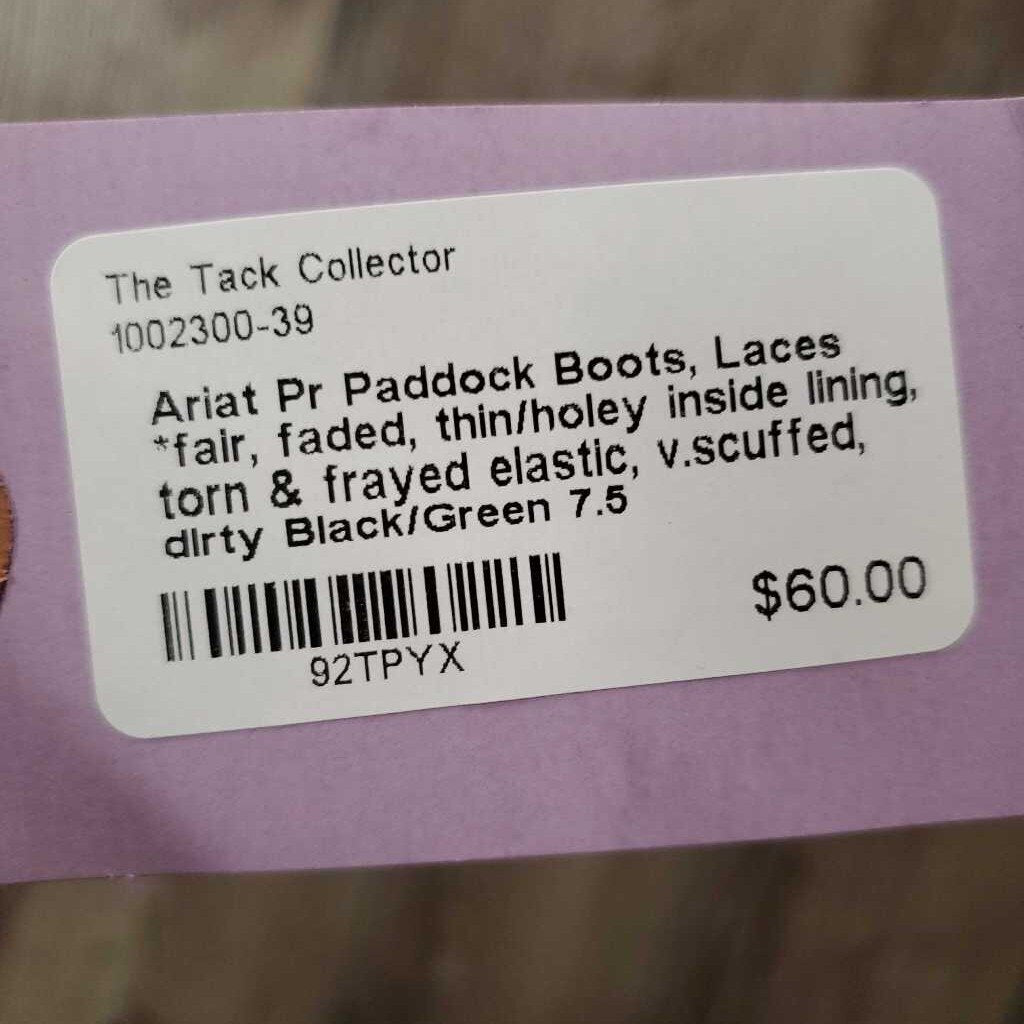 The Tack Collector
1002300-39
Ariat Pr Paddock Boots, Laces
*fair, faded, thin/holey inside lining,
torn & frayed elastic, v.scuffed,
dirty Black/Green 7.5
$60.00
92TPYX